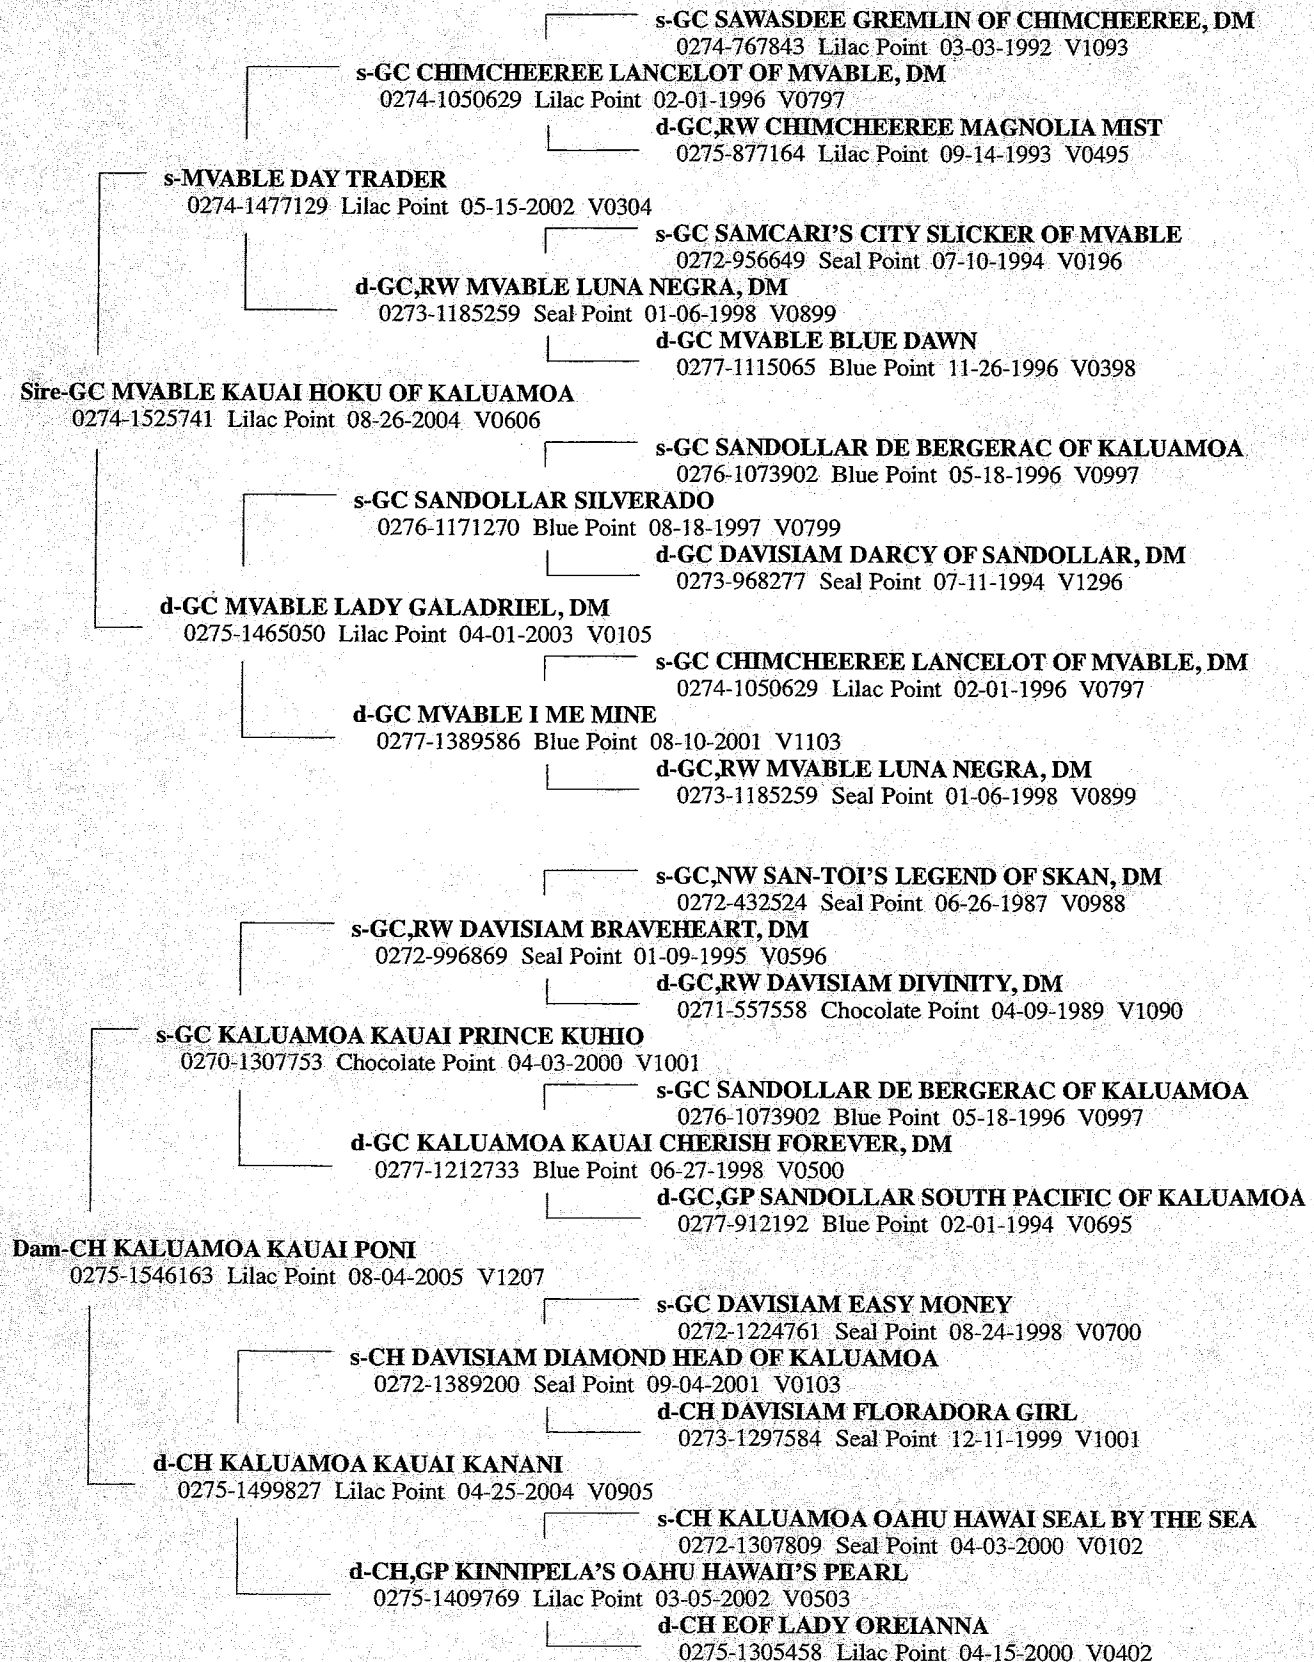 s-GC SAWASDEE GREMLIN OF CHIMCHEEREE, DM
0274-767843 Lilac Point 03-03-1992 V1093
s-GC CHIMCHEEREE LANCELOT OF MVABLE, DM
0274-1050629 Lilac Point 02-01-1996 V0797
d-GC,RW CHIMCHEEREE MAGNOLIA MIST
0275-877164 Lilac Point 09-14-1993 V0495
s-MVABLE DAY TRADER
0274-1477129 Lilac Point 05-15-2002 V0304
s-GC SAMCARI'S CITY SLICKER OF MVABLE
0272-956649 Seal Point 07-10-1994 V0196
d-GC,RW MVABLE LUNA NEGRA, DM
0273-1185259 Seal Point 01-06-1998 V0899
d-GC MVABLE BLUE DAWN
0277-1115065 Blue Point 11-26-1996 V0398
Sire-GC MVABLE KAUAI HOKU OF KALUAMOA
0274-1525741 Lilac Point 08-26-2004 V0606
s-GC SANDOLLAR DE BERGERAC OF KALUAMOA
0276-1073902 Blue Point 05-18-1996 V0997
s-GC SANDOLLAR SILVERADO
0276-1171270 Blue Point 08-18-1997 V0799
d-GC DAVISIAM DARCY OF SANDOLLAR, DM
0273-968277 Seal Point 07-11-1994 V1296
d-GC MVABLE LADY GALADRIEL, DM
0275-1465050 Lilac Point 04-01-2003 V0105
s-GC CHIMCHEEREE LANCELOT OF MVABLE, DM
0274-1050629 Lilac Point 02-01-1996 V0797
d-GC MVABLE I ME MINE
0277-1389586 Blue Point 08-10-2001 V1103
d-GC,RW MVABLE LUNA NEGRA, DM
0273-1185259 Seal Point 01-06-1998 V0899
s-GC,NW SAN-TOI'S LEGEND OF SKAN, DM
0272-432524 Seal Point 06-26-1987 V0988
s-GC,RW DAVISIAM BRAVEHEART, DM
0272-996869 Seal Point 01-09-1995 V0596
d-GC,RW DAVISIAM DIVINITY, DM
0271-557558 Chocolate Point 04-09-1989 V1090
s-GC KALUAMOA KAUAI PRINCE KUHIO
0270-1307753 Chocolate Point 04-03-2000 V1001
s-GC SANDOLLAR DE BERGERAC OF KALUAMOA
0276-1073902 Blue Point 05-18-1996 V0997
d-GC KALUAMOA KAUAI CHERISH FOREVER, DM
0277-1212733 Blue Point 06-27-1998 V0500
d-GC,GP SANDOLLAR SOUTH PACIFIC OF KALUAMOA
0277-912192 Blue Point 02-01-1994 V0695
Dam-CH KALUAMOA KAUAI PONI
0275-1546163 Lilac Point 08-04-2005 V1207
s-GC DAVISIAM EASY MONEY
0272-1224761 Seal Point 08-24-1998 V0700
s-CH DAVISIAM DIAMOND HEAD OF KALUAMOA
0272-1389200 Seal Point 09-04-2001 V0103
d-CH DAVISIAM FLORADORA GIRL
0273-1297584 Seal Point 12-11-1999 V1001
d-CH KALUAMOA KAUAI KANANI
0275-1499827 Lilac Point 04-25-2004 V0905
s-CH KALUAMOA OAHU HAWAI SEAL BY THE SEA
0272-1307809 Seal Point 04-03-2000 V0102
d-CH,GP KINNIPELA'S OAHU HAWAII'S PEARL
0275-1409769 Lilac Point 03-05-2002 V0503
d-CH EOF LADY OREIANNA
0275-1305458 Lilac Point 04-15-2000 V0402